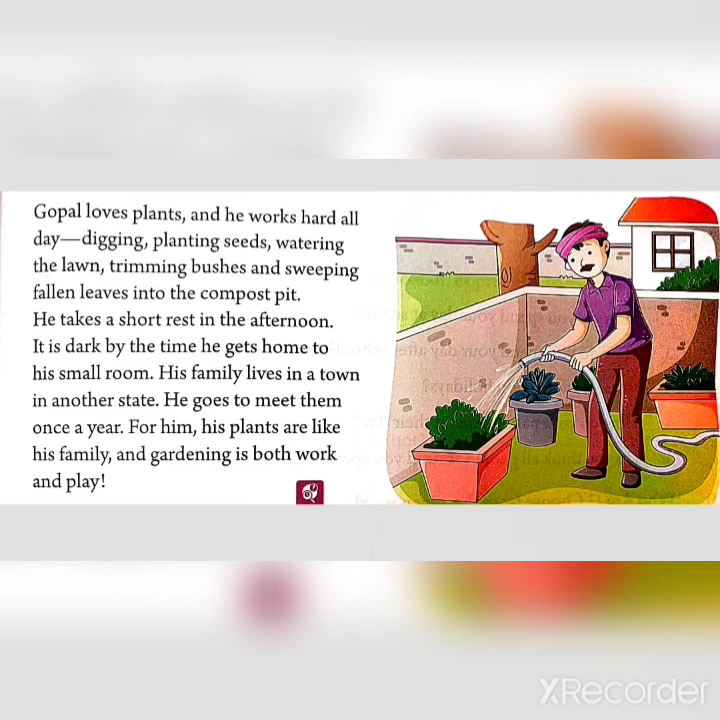 Gopal loves plants, and he works hard all
day—digging, planting seeds, watering
the lawn, trimming bushes and sweeping
fallen leaves into the compost pit.
He takes a short rest in the afternoon.
It is dark by the time he gets home to
his small room. His family lives in a town
in another state. He goes to meet them
once a year. For him, his plants are like
his family, and gardening is both work
and play!
XRecorder